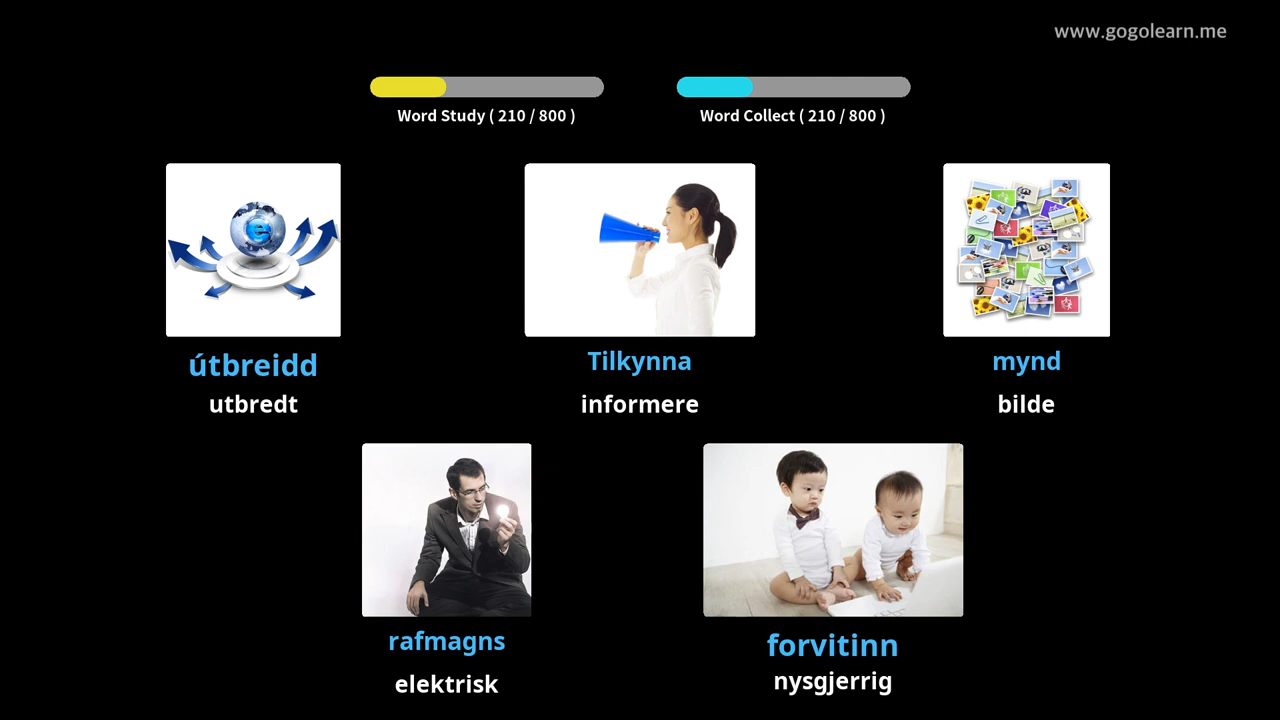 www.gogolearn.me
Word Study ( 210 / 800 )
Word Collect ( 210 / 800 )
útbreidd
utbredt
Tilkynna
informere
mynd
bilde
rafmagns
elektrisk
forvitinn
nysgjerrig